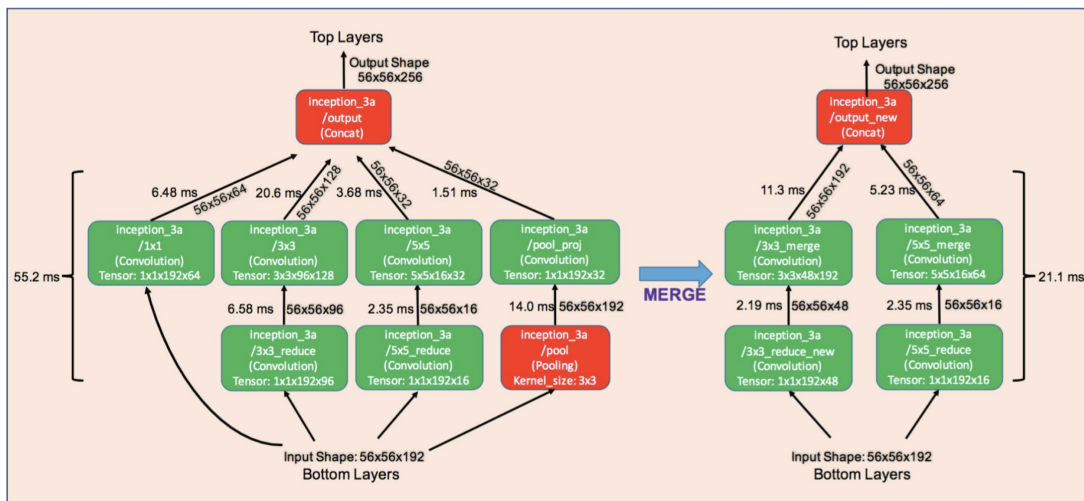 Top Layers
Output Shape
56x56x256
inception_3a
/output
(Concat)
6.48 ms
56x56x64
20.6 ms
56x56x128
3.68 ms
56x56x32
1.51 ms
56x56x32
55.2 ms
inception_3a
/1x1
(Convolution)
Tensor: 1x1x192x64
inception_3a
/3x3
(Convolution)
Tensor: 3x3x96x128
inception_3a
/5x5
(Convolution)
Tensor: 5x5x16x32
inception_3a
/pool_proj
(Convolution)
Tensor: 1x1x192x32
6.58 ms
56x56x96
2.35 ms
56x56x16
14.0 ms
56x56x192
inception_3a
/3x3_reduce
(Convolution)
Tensor: 1x1x192x96
inception_3a
/5x5_reduce
(Convolution)
Tensor: 1x1x192x16
inception_3a
/pool
(Pooling)
Kernel_size: 3x3
Input Shape: 56x56x192
Bottom Layers
MERGE
Top Layers
Output Shape
56x56x256
inception_3a
/output_new
(Concat)
11.3 ms
56x56x192
5.23 ms
56x56x64
inception_3a
/3x3_merge
(Convolution)
Tensor: 3x3x48x192
inception_3a
/5x5_merge
(Convolution)
Tensor: 5x5x16x64
21.1 ms
2.19 ms
56x56x48
2.35 ms
56x56x16
inception_3a
/3x3_reduce_new
(Convolution)
Tensor: 1x1x192x48
inception_3a
/5x5_reduce
(Convolution)
Tensor: 1x1x192x16
Input Shape: 56x56x192
Bottom Layers